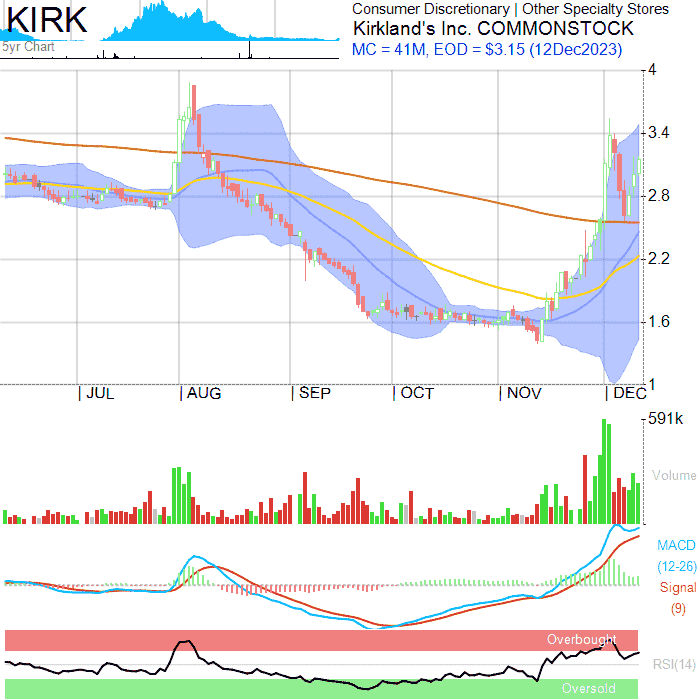 KIRK
5yr Chart
Consumer Discretionary | Other Specialty Stores
Kirkland's Inc. COMMONSTOCK
MC = 41M, EOD = $3.15 (12Dec2023)
4
3.4
2.8
2.2
1.6
1
| JUL | AUG | SEP | OCT | NOV | DEC
591k
Volume
MACD
(12-26)
Signal
(9)
Overbought
RSI(14)
Oversold